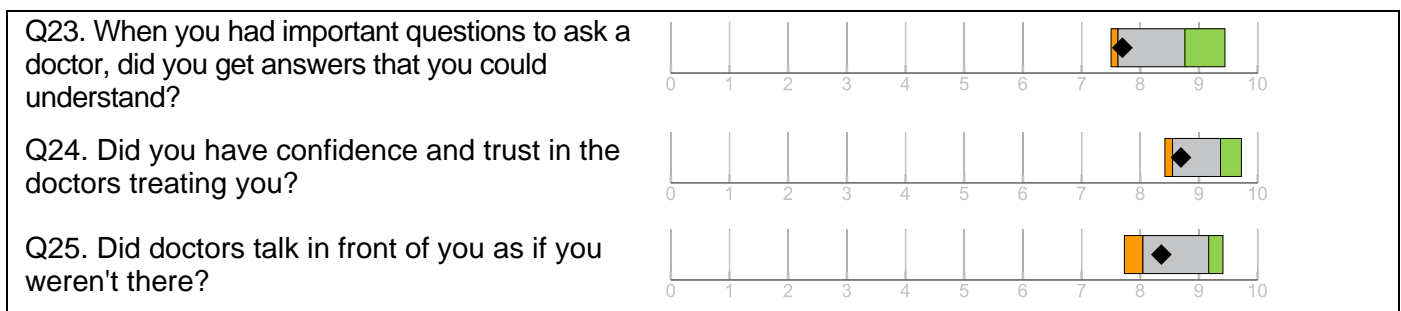 Q23. When you had important questions to ask a
doctor, did you get answers that you could
understand?
0 1 2 3 4 5 6 7 8 9 10
Q24. Did you have confidence and trust in the
doctors treating you?
0 1 2 3 4 5 6 7 8 9 10
Q25. Did doctors talk in front of you as if you
weren't there?
0 1 2 3 4 5 6 7 8 9 10